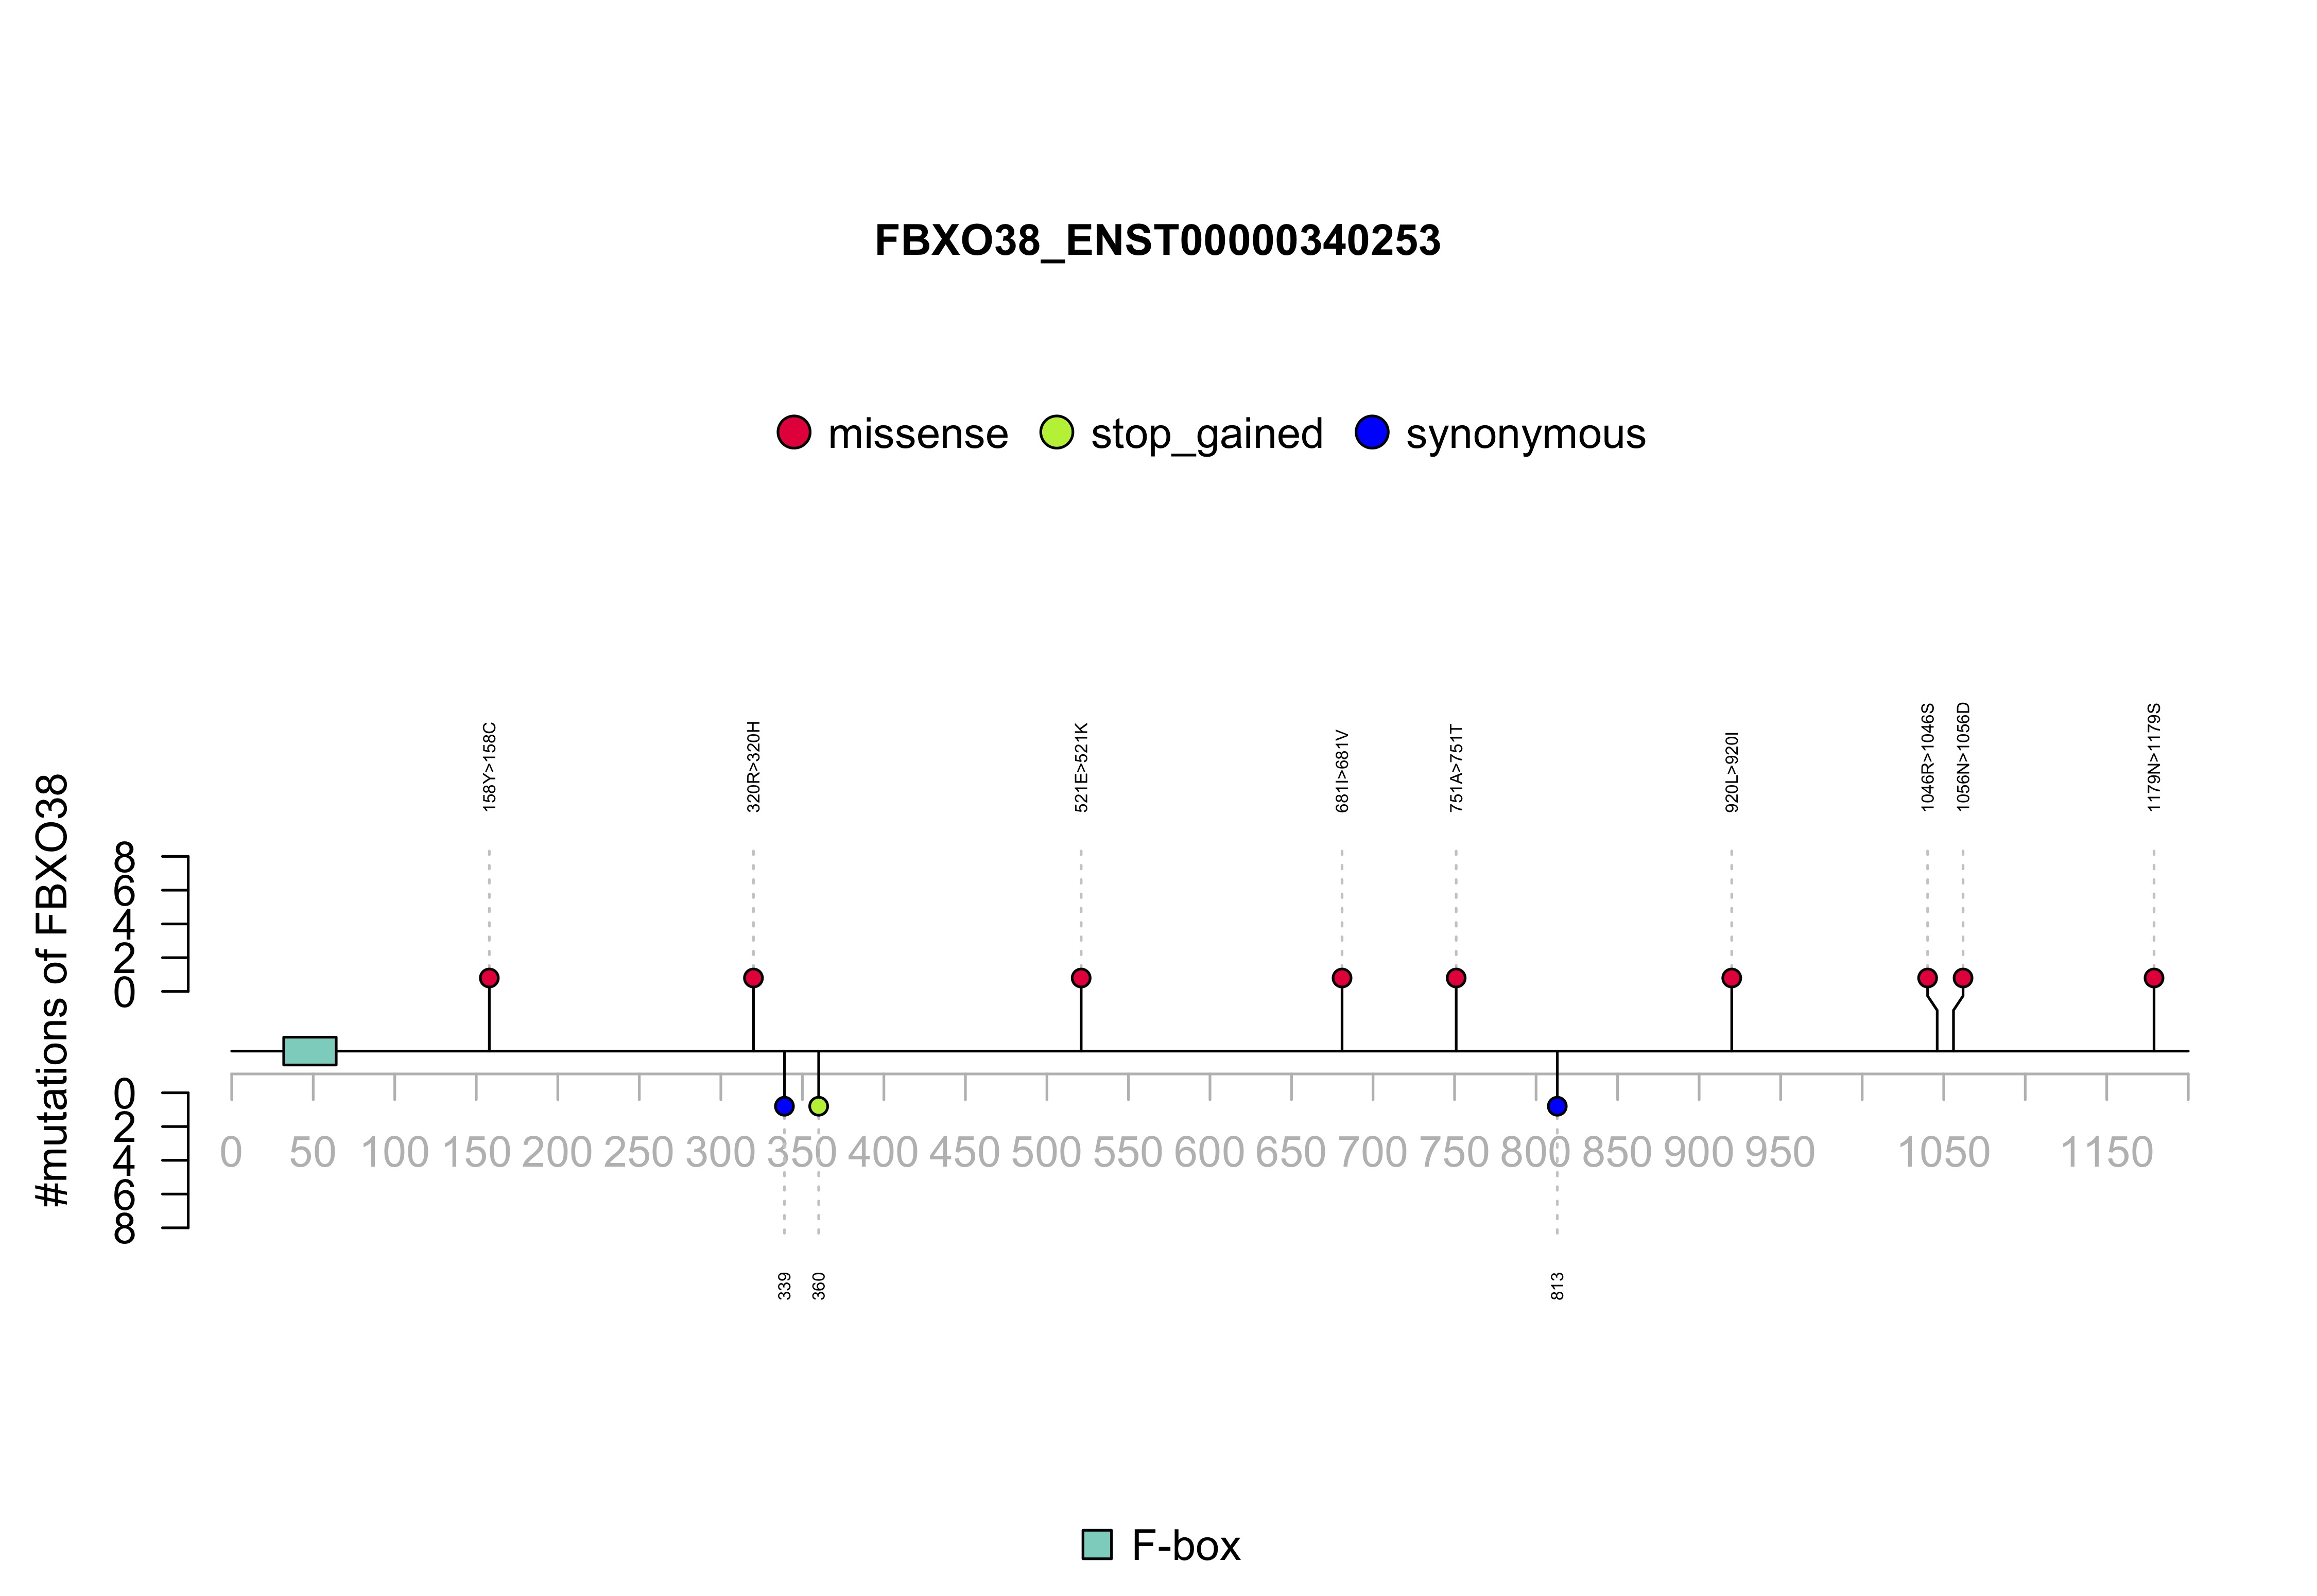 FBXO38_ENST00000340253
missense stop_gained synonymous
158Y>158C
320R>320H
521E>521K
681I>681V
751A>751T
920L>920I
1046R>1046S
1056N>1056D
1179N>1179S
#mutations of FBXO38
8
6
4
2
0
0
2
4
6
8
0 50 100 150 200 250 300 350 400 450 500 550 600 650 700 750 800 850 900 950 1050 1150
339
360
813
F-box